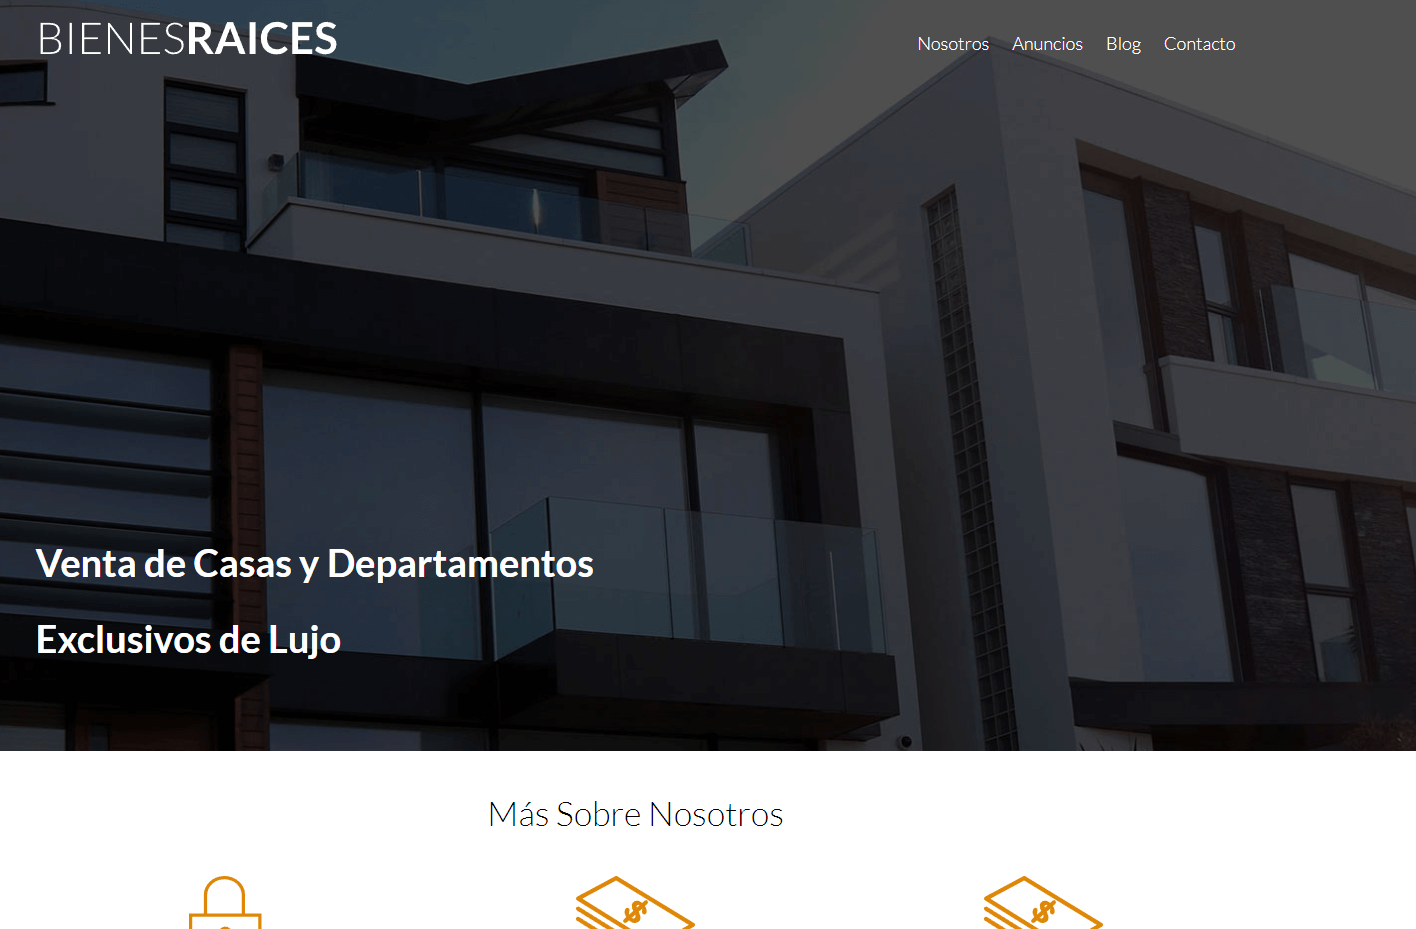 BIENESRAICES
Nosotros Anuncios Blog Contacto
Venta de Casas y Departamentos
Exclusivos de Lujo
Más Sobre Nosotros
$ $